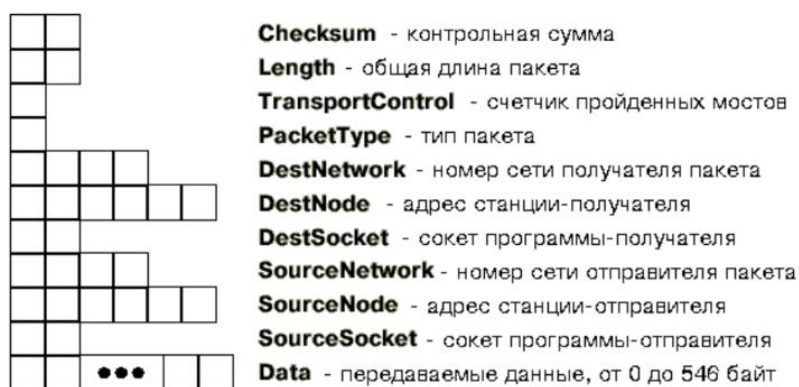 Checksum - контрольная сумма
Length - общая длина пакета
TransportControl - счетчик пройденных мостов
PacketType - тип пакета
DestNetwork - номер сети получателя пакета
DestNode - адрес станции-получателя
DestSocket - сокет программы-получателя
SourceNetwork - номер сети отправителя пакета
SourceNode - адрес станции-отправителя
SourceSocket - сокет программы-отправителя
Data - передаваемые данные, от 0 до 546 байт